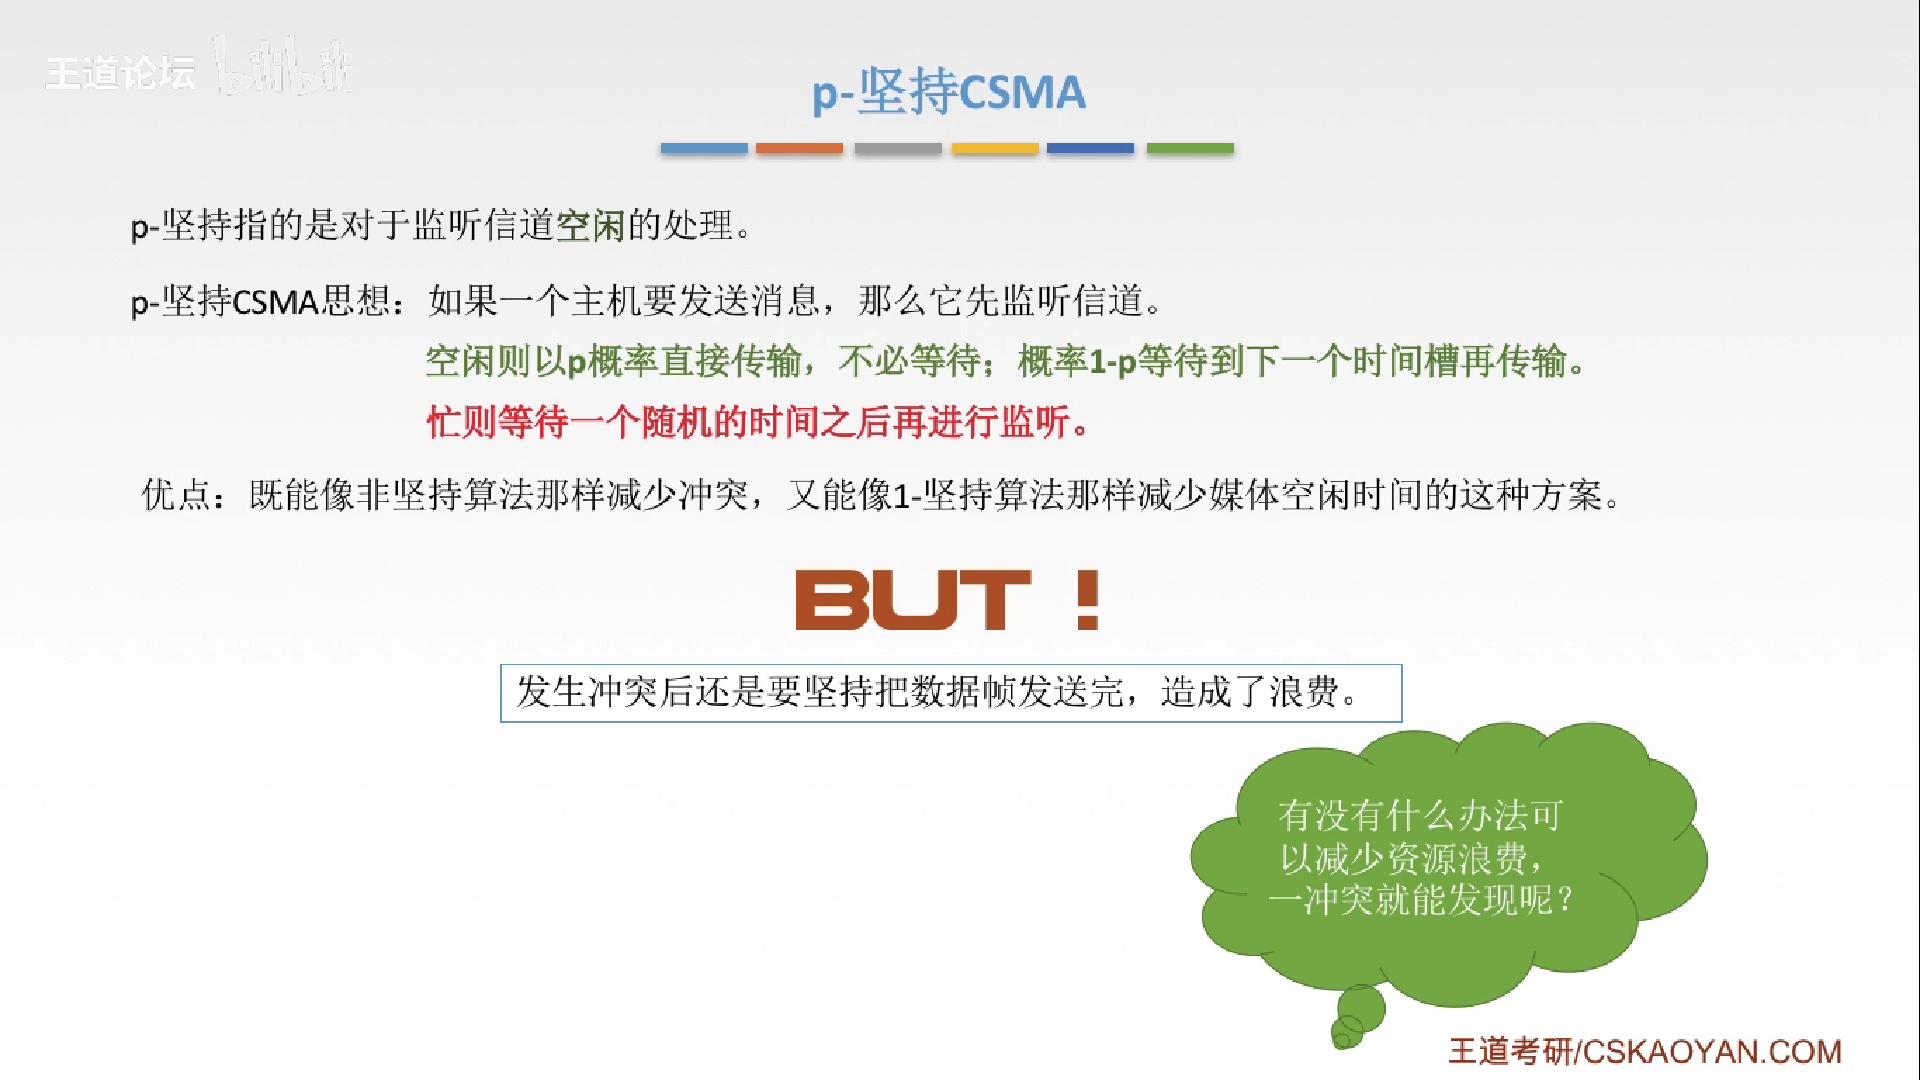 王道论坛 bilibili
p-坚持CSMA
p-坚持指的是对于监听信道空闲的处理。
p-坚持CSMA思想：如果一个主机要发送消息，那么它先监听信道。
空闲则以p概率直接传输，不必等待；概率1-p等待到下一个时间槽再传输。
忙则等待一个随机的时间之后再进行监听。
优点：既能像非坚持算法那样减少冲突，又能像1-坚持算法那样减少媒体空闲时间的这种方案。
BUT！
发生冲突后还是要坚持把数据帧发送完，造成了浪费。
有没有什么办法可
以减少资源浪费，
一冲突就能发现呢？
王道考研/CSKAOYAN.COM